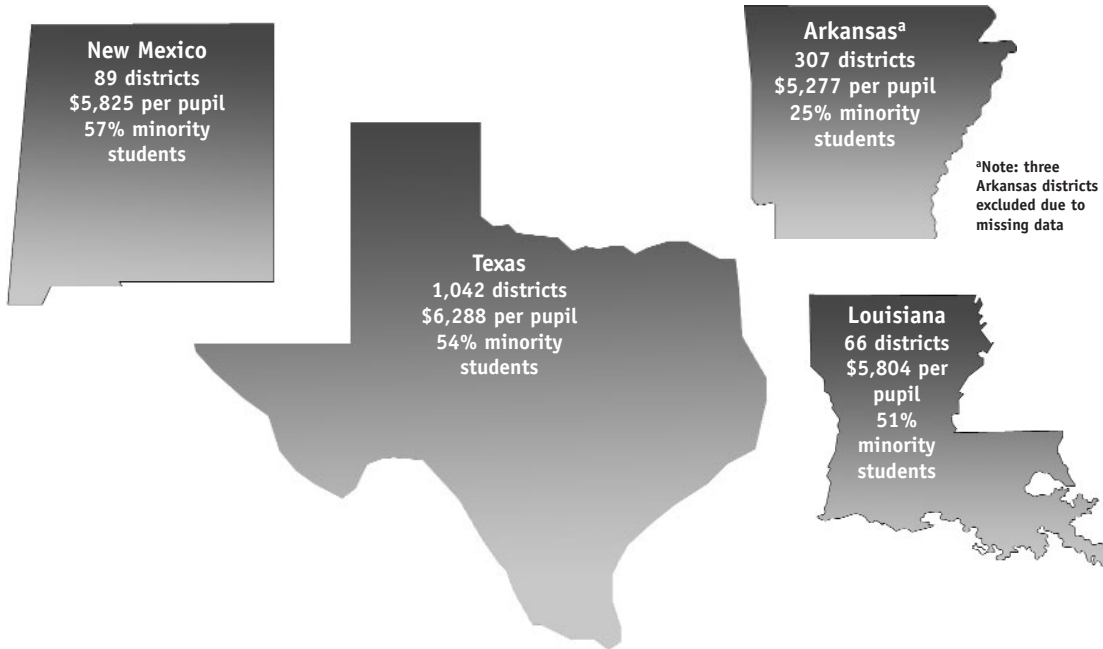 New Mexico
89 districts
$5,825 per pupil
57% minority
students
Arkansasᵃ
307 districts
$5,277 per pupil
25% minority
students
ᵃNote: three
Arkansas districts
excluded due to
missing data
Texas
1,042 districts
$6,288 per pupil
54% minority
students
Louisiana
66 districts
$5,804 per
pupil
51%
minority
students